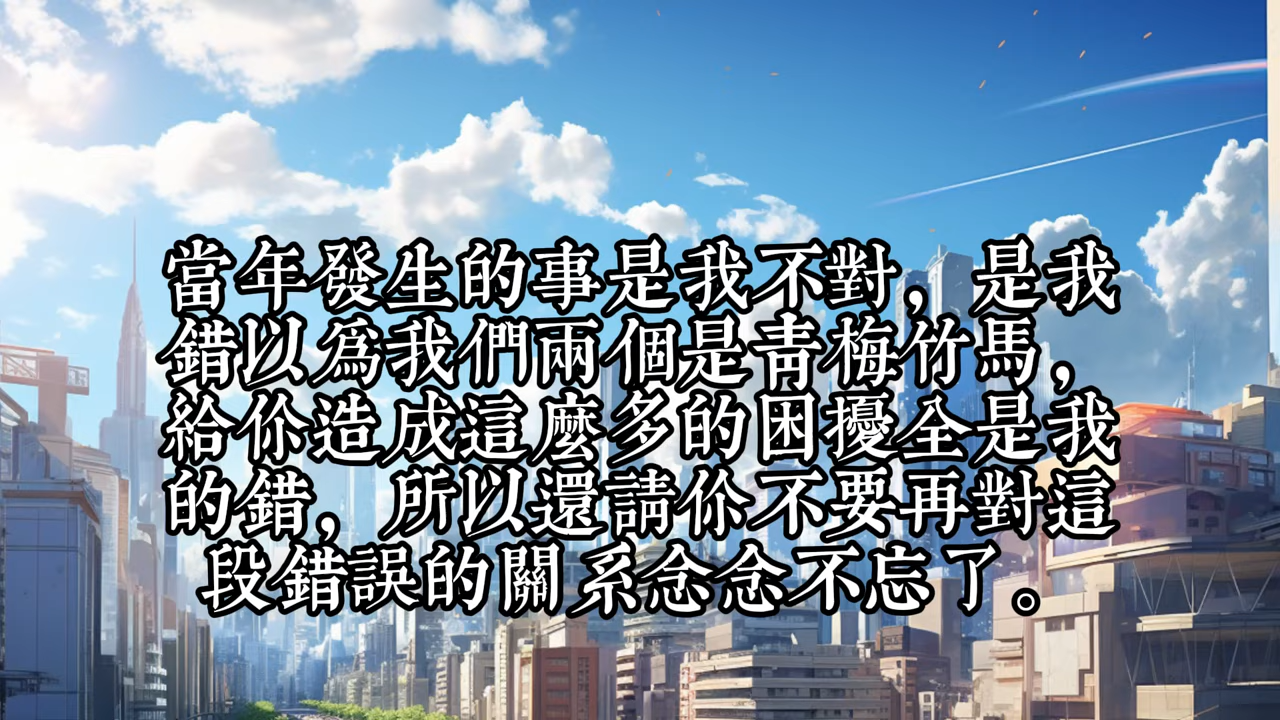 當年發生的事是我不對，是我
錯以爲我們兩個是青梅竹馬，
給你造成這麼多的困擾全是我
的錯，所以還請你不要再對這
段錯誤的關系念念不忘了。